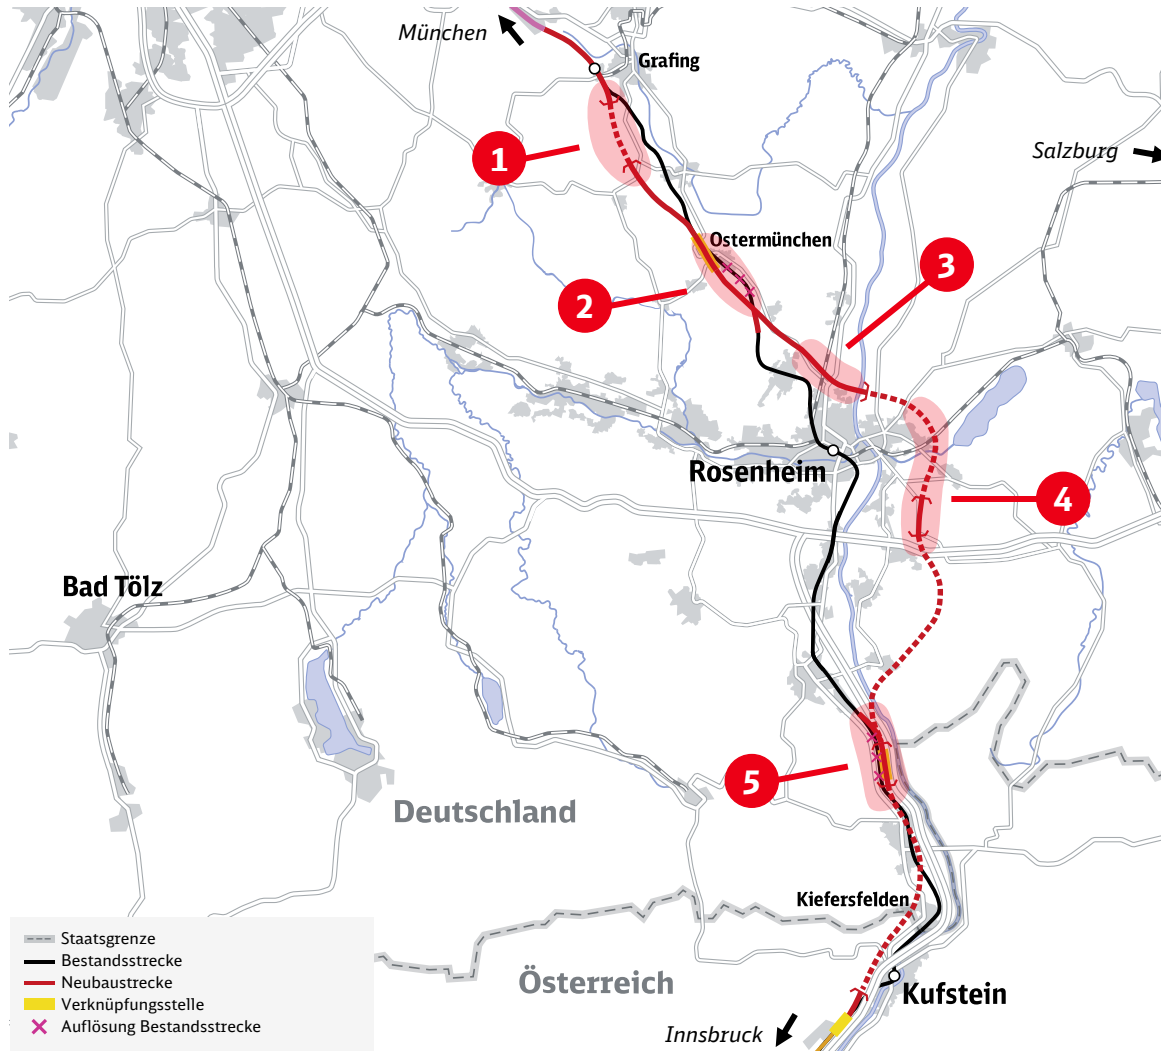 München
Grafing
Salzburg
1
Ostermünchen
3
2
Rosenheim
4
Bad Tölz
5
Deutschland
Kiefersfelden
Staatsgrenze
Bestandsstrecke
Neubaustrecke
Verknüpfungsstelle
Auflösung Bestandsstrecke
Österreich
Kufstein
Innsbruck